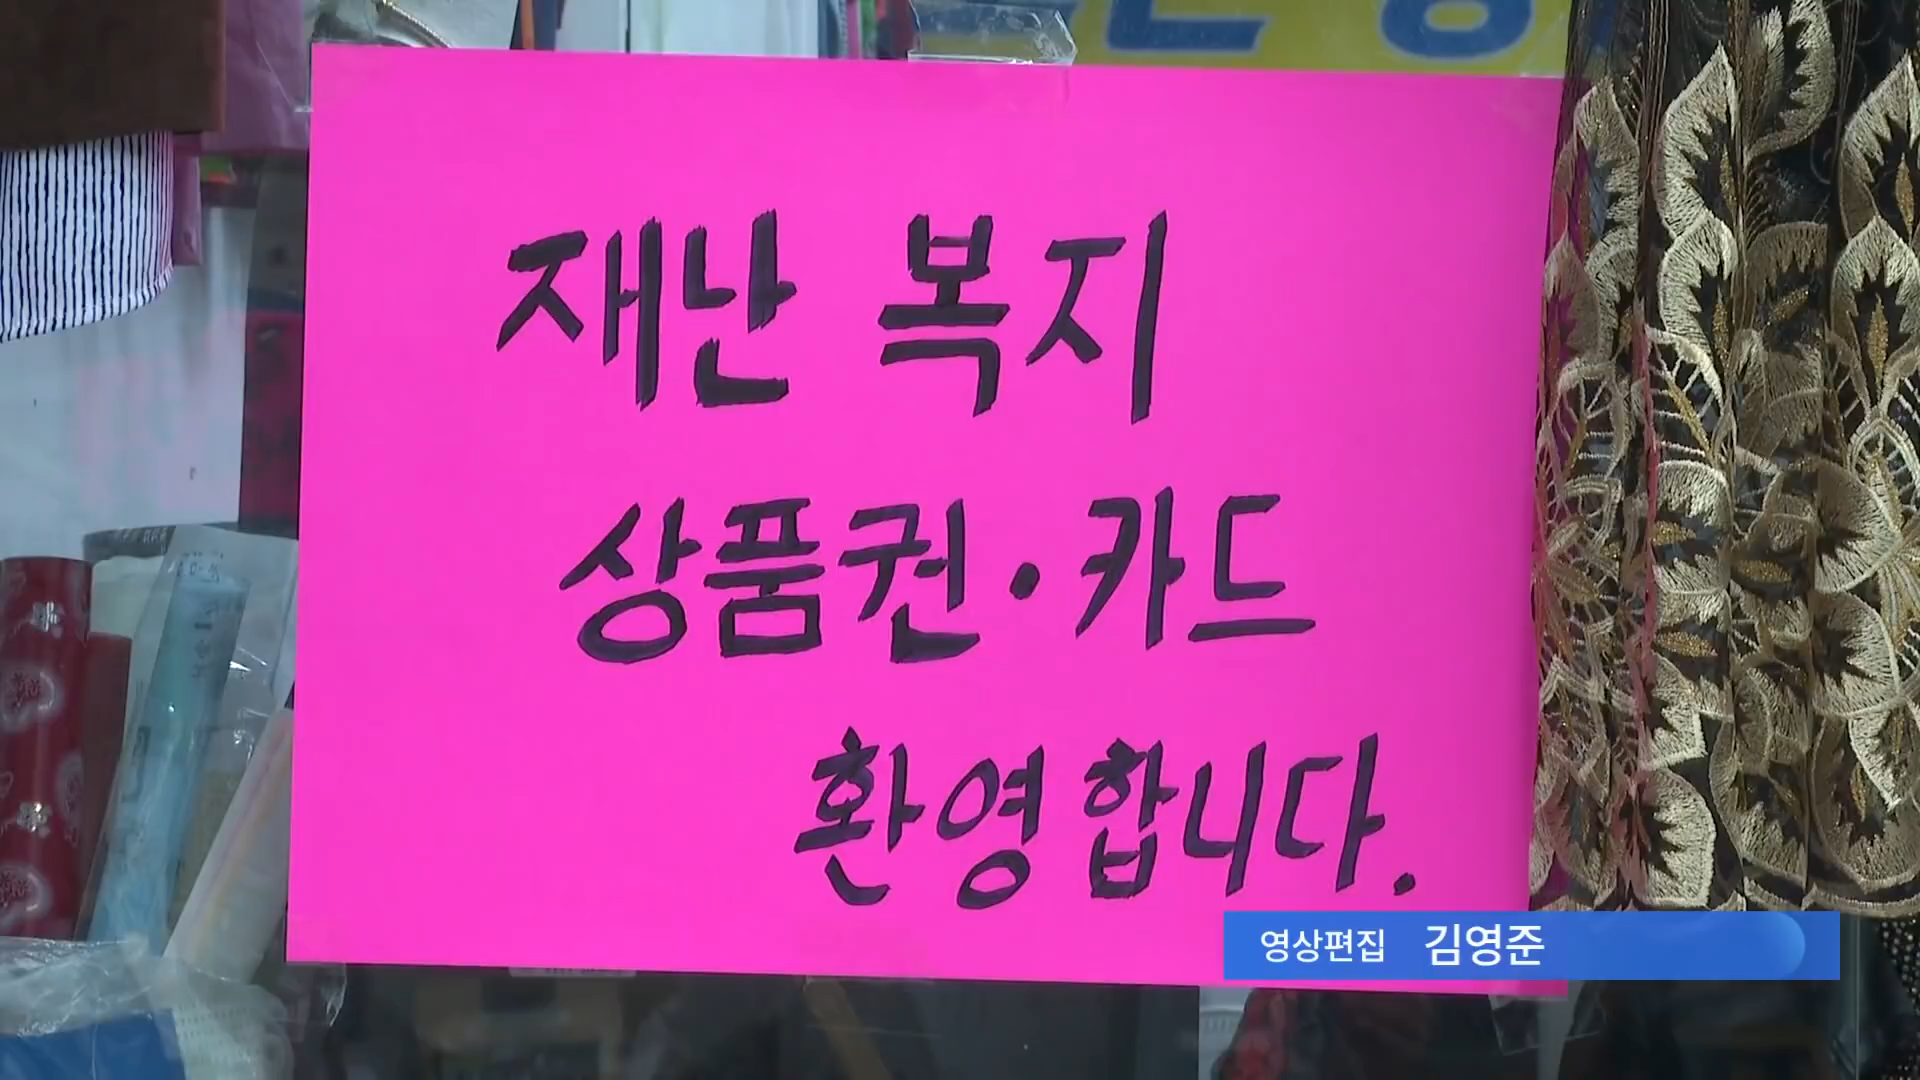 재난 복지
상품권·카드
환영합니다.
영상편집 김영준